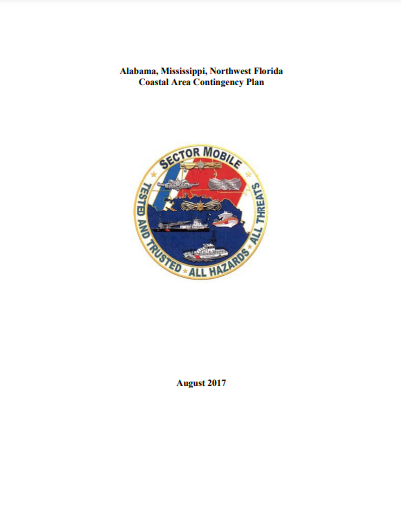 Alabama, Mississippi, Northwest Florida
Coastal Area Contingency Plan
SECTOR MOBILE
TESTED AND TRUSTED - ALL HAZARDS - ALL THREATS
August 2017